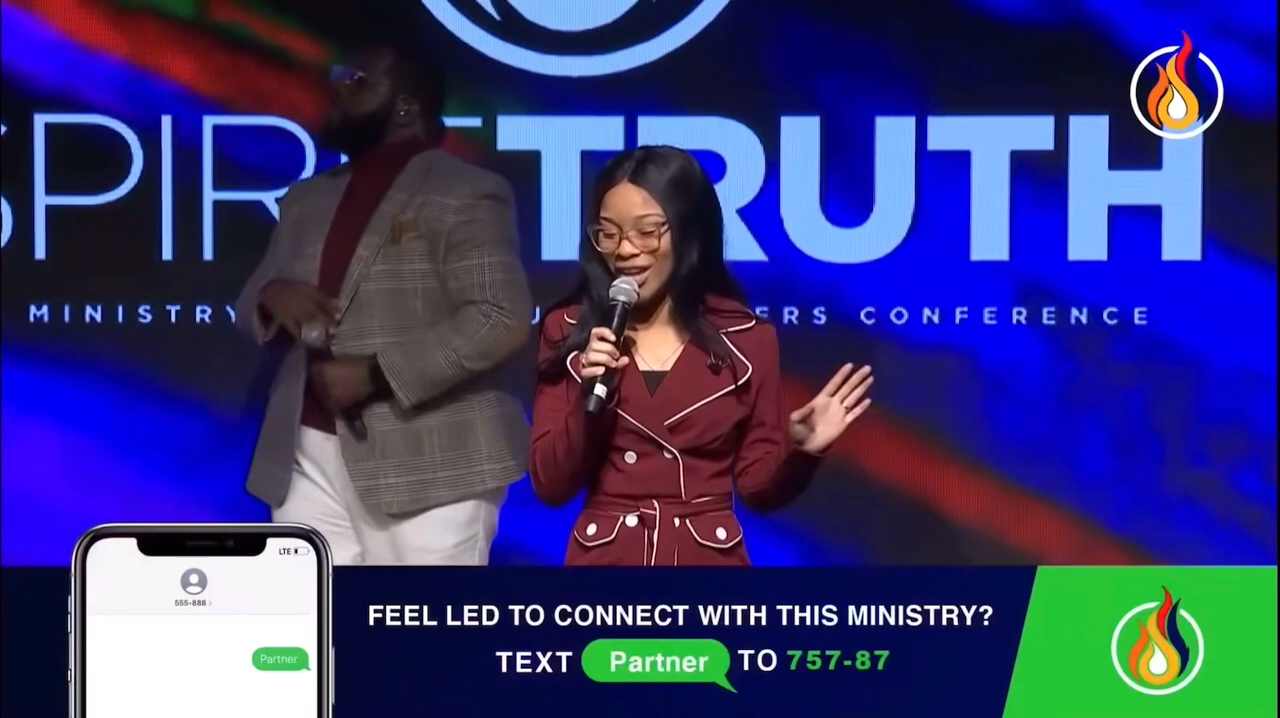 TRUTH
MINISTRY
ERS CONFERENCE
LTE
555-888 >
Partner
FEEL LED TO CONNECT WITH THIS MINISTRY?
TEXT Partner TO 757-87